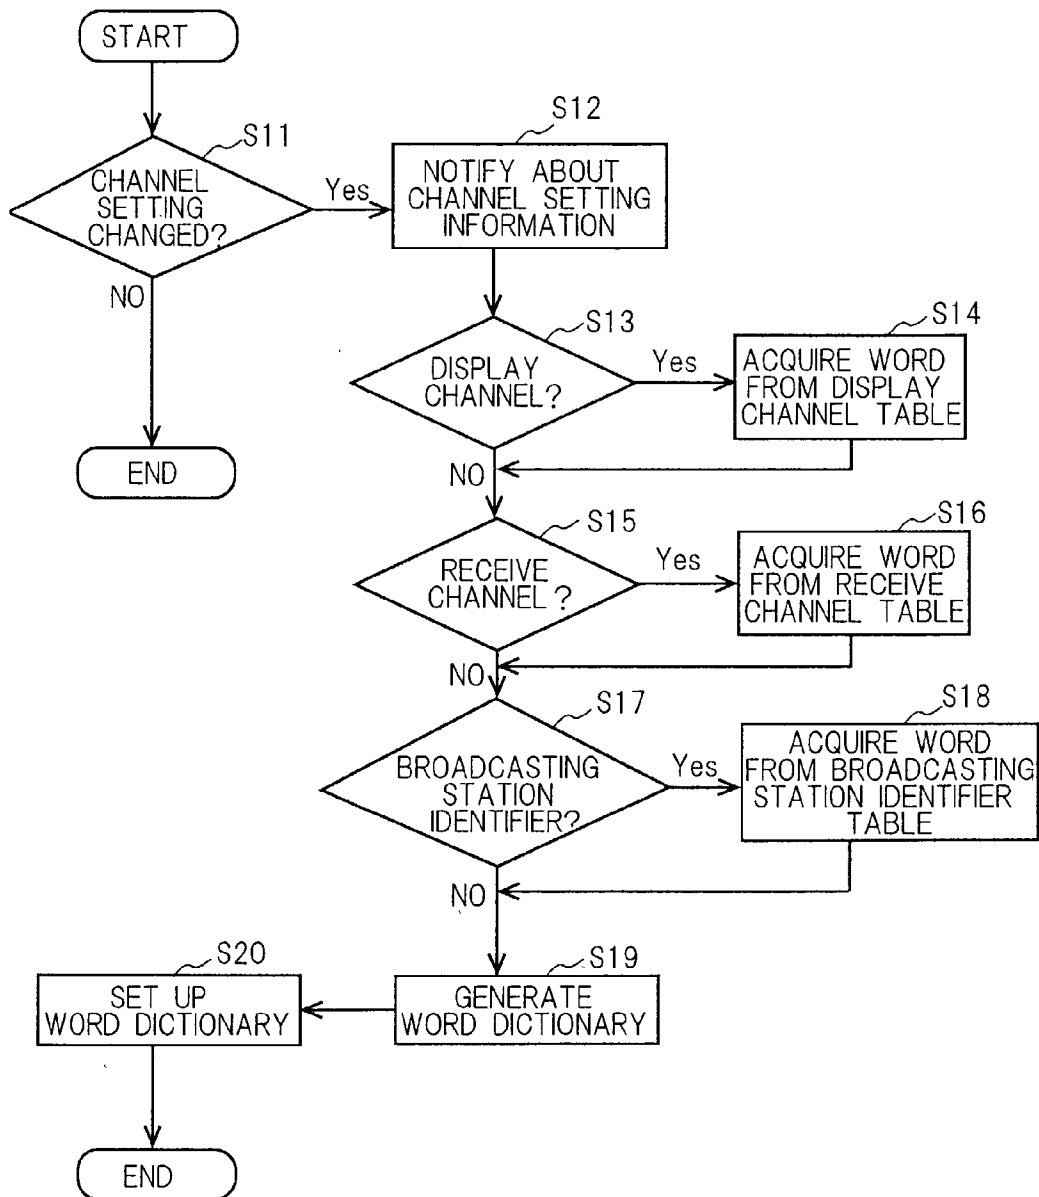 START
S11
CHANNEL
SETTING
CHANGED?
Yes
NO
END
S12
NOTIFY ABOUT
CHANNEL SETTING
INFORMATION
S13
DISPLAY
CHANNEL?
Yes
NO
S14
ACQUIRE WORD
FROM DISPLAY
CHANNEL TABLE
S15
RECEIVE
CHANNEL?
Yes
NO
S16
ACQUIRE WORD
FROM RECEIVE
CHANNEL TABLE
S17
BROADCASTING
STATION
IDENTIFIER?
Yes
NO
S18
ACQUIRE WORD
FROM BROADCASTING
STATION IDENTIFIER
TABLE
S19
GENERATE
WORD DICTIONARY
S20
SET UP
WORD DICTIONARY
END